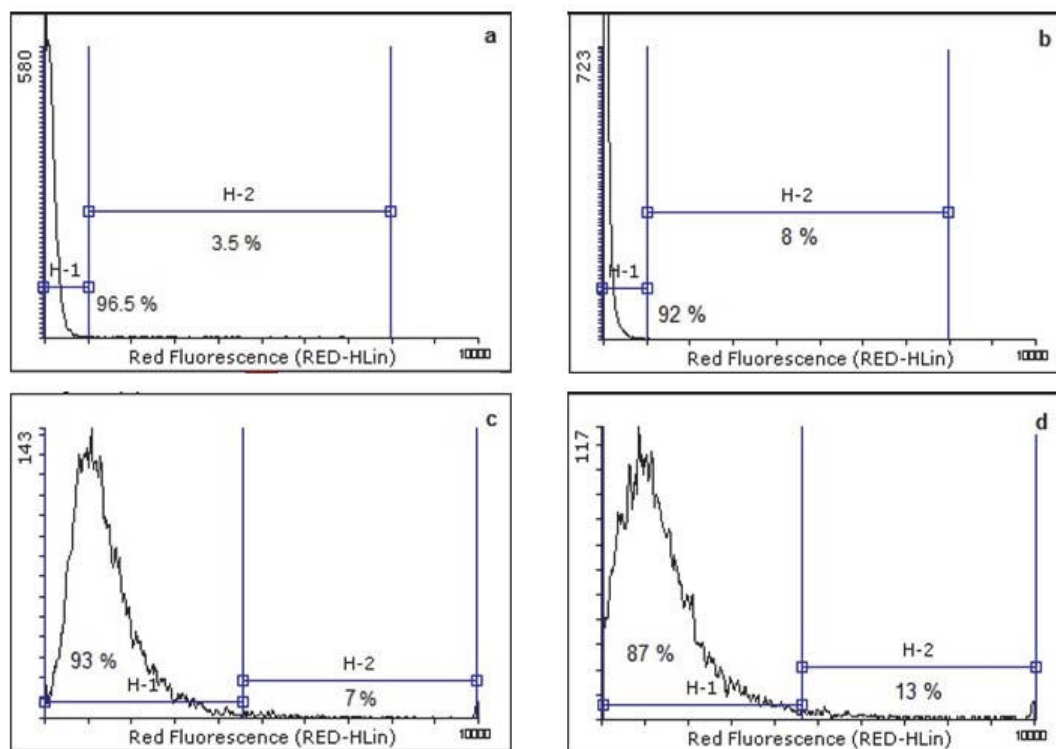 a
580
H-2
3.5 %
H-1
96.5 %
10000
Red Fluorescence (RED-HLin)
b
723
H-2
8 %
H-1
92 %
10000
Red Fluorescence (RED-HLin)
c
143
93 %
H-1
H-2
7 %
10000
Red Fluorescence (RED-HLin)
d
117
87 %
H-1
H-2
13 %
10000
Red Fluorescence (RED-HLin)